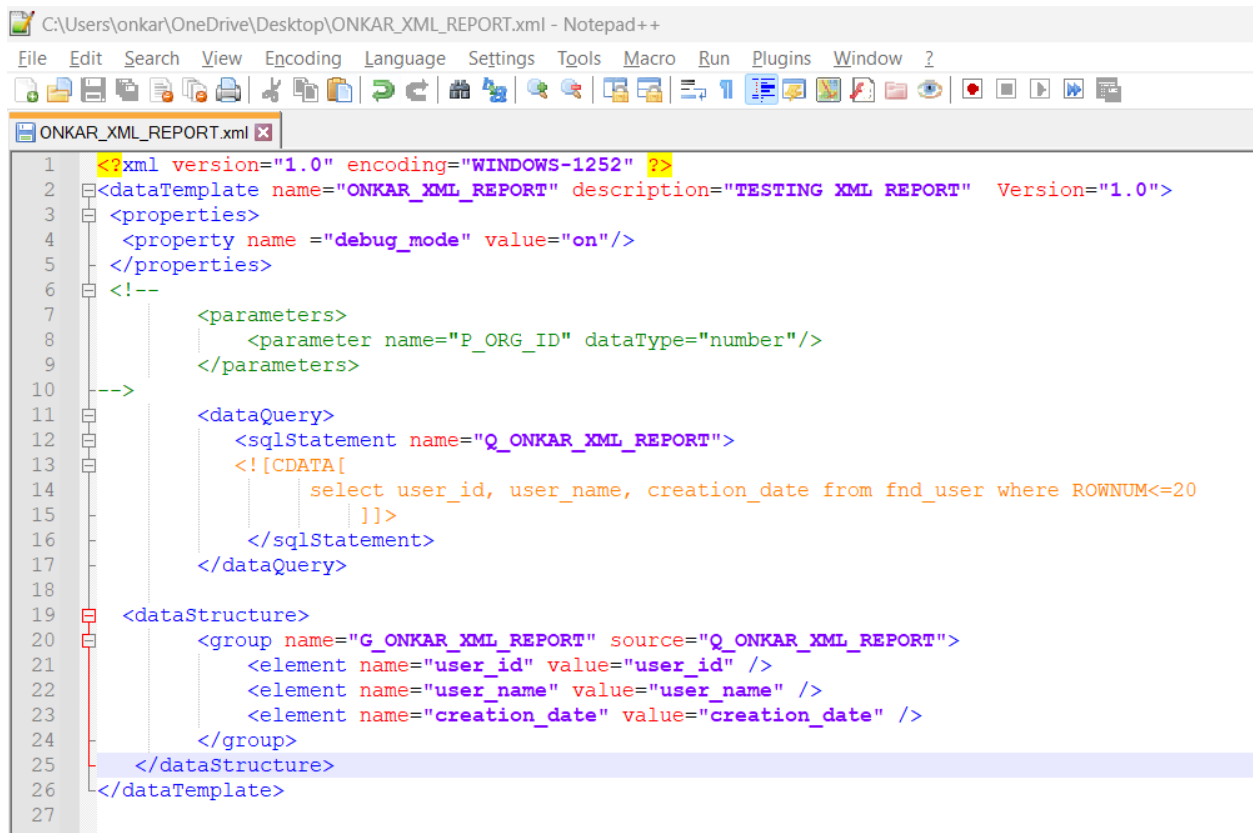 C:\Users\onkar\OneDrive\Desktop\ONKAR_XML_REPORT.xml - Notepad++
File Edit Search View Encoding Language Settings Tools Macro Run Plugins Window ?
ONKAR_XML_REPORT.xml
1 <?xml version="1.0" encoding="WINDOWS-1252" ?>
2 <dataTemplate name="ONKAR_XML_REPORT" description="TESTING XML REPORT"  Version="1.0">
3 <properties>
4 <property name ="debug_mode" value="on"/>
5 </properties>
6 <!--
7 <parameters>
8 <parameter name="P_ORG_ID" dataType="number"/>
9 </parameters>
10 -->
11 <dataQuery>
12 <sqlStatement name="Q_ONKAR_XML_REPORT">
13 <![CDATA[
14 select user_id, user_name, creation_date from fnd_user where ROWNUM<=20
15 ]]>
16 </sqlStatement>
17 </dataQuery>
18
19 <dataStructure>
20 <group name="G_ONKAR_XML_REPORT" source="Q_ONKAR_XML_REPORT">
21 <element name="user_id" value="user_id" />
22 <element name="user_name" value="user_name" />
23 <element name="creation_date" value="creation_date" />
24 </group>
25 </dataStructure>
26 </dataTemplate>
27